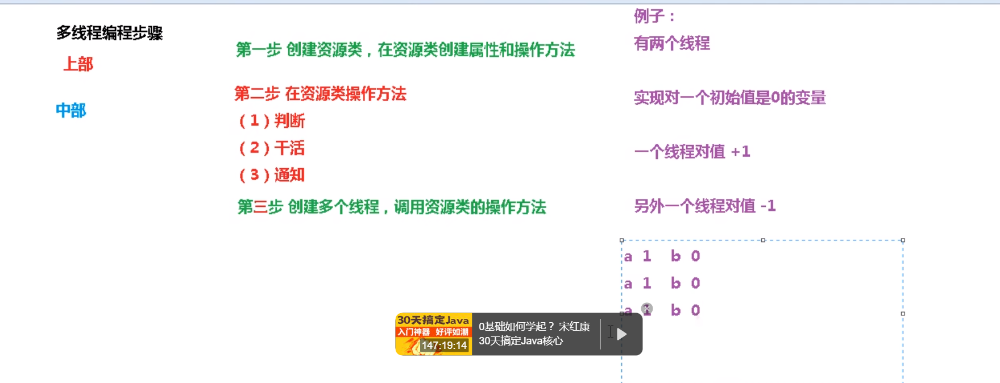 多线程编程步骤
上部
中部
第一步 创建资源类，在资源类创建属性和操作方法
第二步 在资源类操作方法
（1）判断
（2）干活
（3）通知
第三步 创建多个线程，调用资源类的操作方法
例子：
有两个线程
实现对一个初始值是0的变量
一个线程对值 +1
另外一个线程对值 -1
a 1 b 0
a 1 b 0
a 1 b 0
30天搞定Java
入门神器 好评如潮
147:19:14
0基础如何学起？ 宋红康
30天搞定Java核心